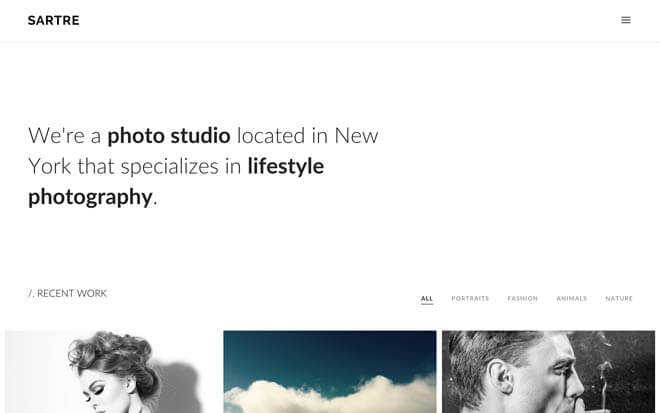 SARTRE
We're a photo studio located in New
York that specializes in lifestyle
photography.
/. RECENT WORK
ALL PORTRAITS FASHION ANIMALS NATURE